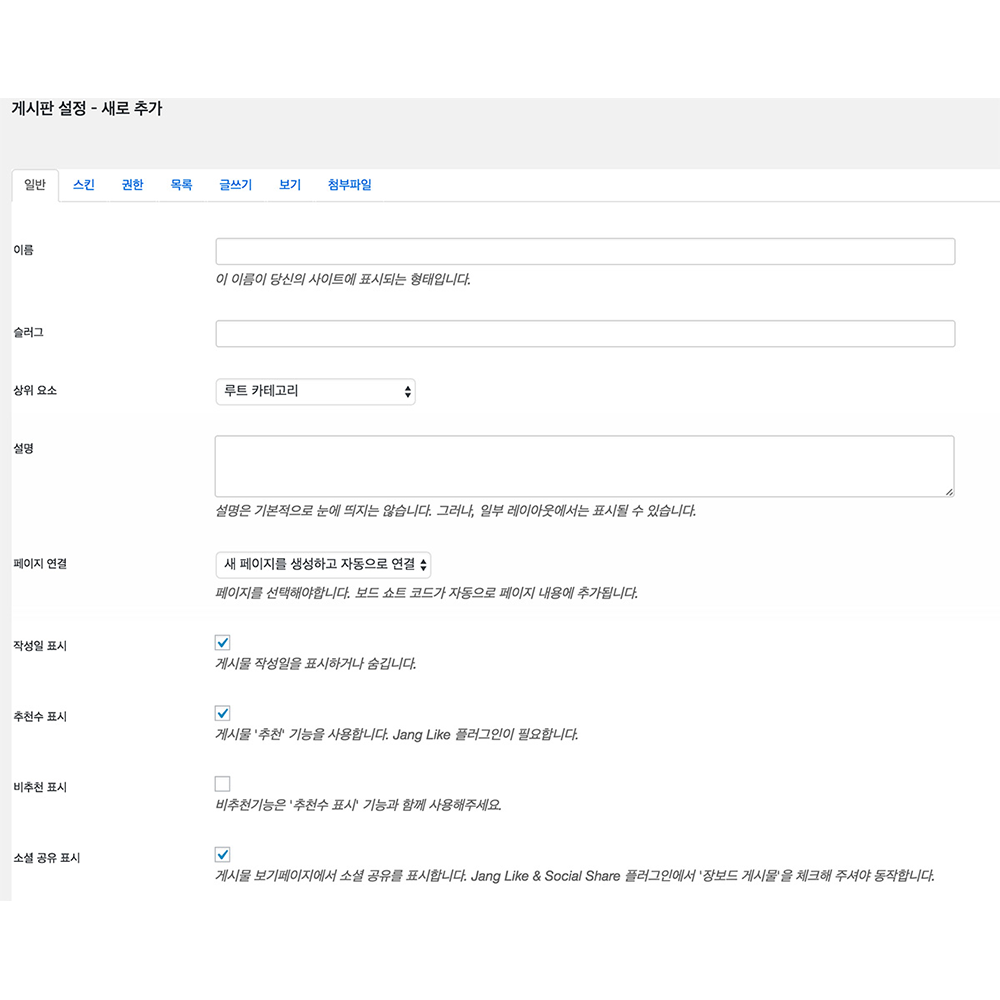 게시판 설정 - 새로 추가
일반 스킨 권한 목록 글쓰기 보기 첨부파일
이름
이 이름이 당신의 사이트에 표시되는 형태입니다.
슬러그
상위 요소 루트 카테고리
설명
설명은 기본적으로 눈에 띄지는 않습니다. 그러나, 일부 레이아웃에서는 표시될 수 있습니다.
페이지 연결 새 페이지를 생성하고 자동으로 연결
페이지를 선택해야합니다. 보드 쇼트 코드가 자동으로 페이지 내용에 추가됩니다.
작성일 표시
게시물 작성일을 표시하거나 숨깁니다.
추천수 표시
게시물 '추천' 기능을 사용합니다. Jang Like 플러그인이 필요합니다.
비추천 표시
비추천기능은 '추천수 표시' 기능과 함께 사용해주세요.
소셜 공유 표시
게시물 보기페이지에서 소셜 공유를 표시합니다. Jang Like & Social Share 플러그인에서 '장보드 게시물'을 체크해 주셔야 동작합니다.